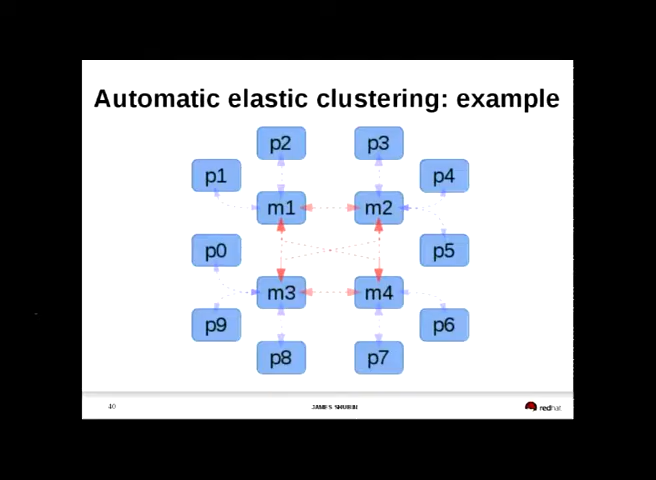 Automatic elastic clustering: example
p2 p3
p1 p4
m1 m2
p0 p5
m3 m4
p9 p6
p8 p7
40 JAMES SHUBIN redhat